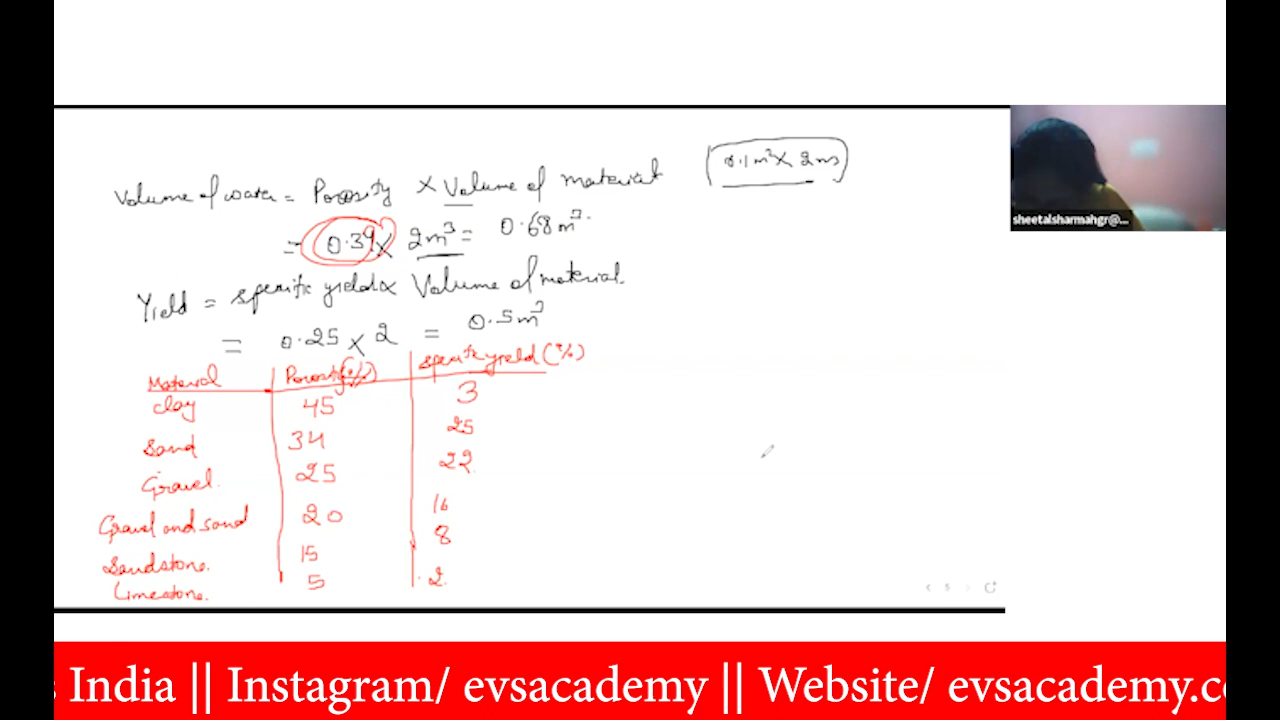 Volume of water = Porosity × Volume of material
0.1m² × 2m
= 0.34 × 2m³ = 0.68m³.
Yield = specific yield × Volume of material.
= 0.25 × 2 = 0.5m³
Material Porosity(%) specific yield (%)
clay 45 3
Sand 34 25
Gravel. 25 22
Gravel and sand 20 16
Sandstone. 15 8
Limestone. 5 2
sheetalsharmahgr@...
5
India || Instagram/ evsacademy || Website/ evsacademy.c